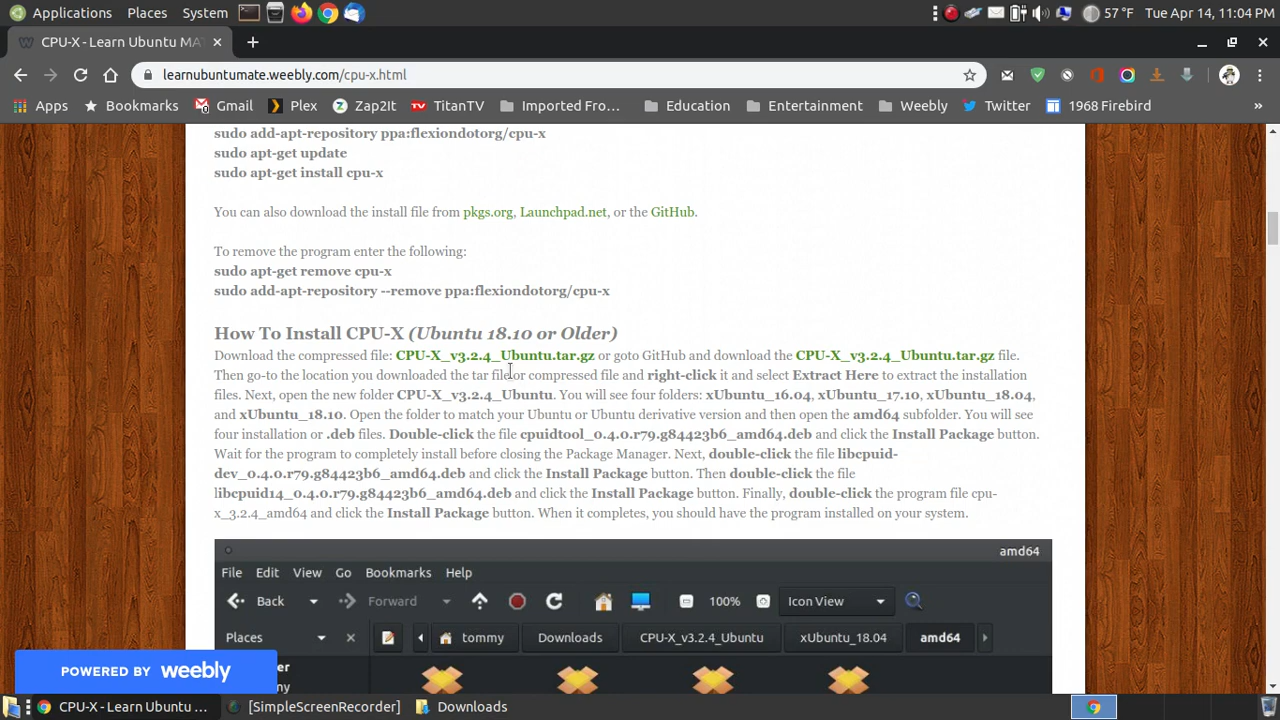 Applications Places System 57 °F Tue Apr 14, 11:04 PM
CPU-X - Learn Ubuntu MA
learnubuntumate.weebly.com/cpu-x.html
Apps Bookmarks Gmail Plex Zap2It TitanTV Imported Fro... Education Entertainment Weebly Twitter 1968 Firebird »
sudo add-apt-repository ppa:flexiondotorg/cpu-x
sudo apt-get update
sudo apt-get install cpu-x
You can also download the install file from pkgs.org, Launchpad.net, or the GitHub.
To remove the program enter the following:
sudo apt-get remove cpu-x
sudo add-apt-repository --remove ppa:flexiondotorg/cpu-x
How To Install CPU-X (Ubuntu 18.10 or Older)
Download the compressed file: CPU-X_v3.2.4_Ubuntu.tar.gz or goto GitHub and download the CPU-X_v3.2.4_Ubuntu.tar.gz file.
Then go-to the location you downloaded the tar file or compressed file and right-click it and select Extract Here to extract the installation
files. Next, open the new folder CPU-X_v3.2.4_Ubuntu. You will see four folders: xUbuntu_16.04, xUbuntu_17.10, xUbuntu_18.04,
and xUbuntu_18.10. Open the folder to match your Ubuntu or Ubuntu derivative version and then open the amd64 subfolder. You will see
four installation or .deb files. Double-click the file cpuidtool_0.4.0.r79.g84423b6_amd64.deb and click the Install Package button.
Wait for the program to completely install before closing the Package Manager. Next, double-click the file libcpuid-
dev_0.4.0.r79.g84423b6_amd64.deb and click the Install Package button. Then double-click the file
libcpuid14_0.4.0.r79.g84423b6_amd64.deb and click the Install Package button. Finally, double-click the program file cpu-
x_3.2.4_amd64 and click the Install Package button. When it completes, you should have the program installed on your system.
amd64
File Edit View Go Bookmarks Help
Back Forward 100% Icon View
Places tommy Downloads CPU-X_v3.2.4_Ubuntu xUbuntu_18.04 amd64
POWERED BY weebly
CPU-X - Learn Ubuntu ... [SimpleScreenRecorder] Downloads